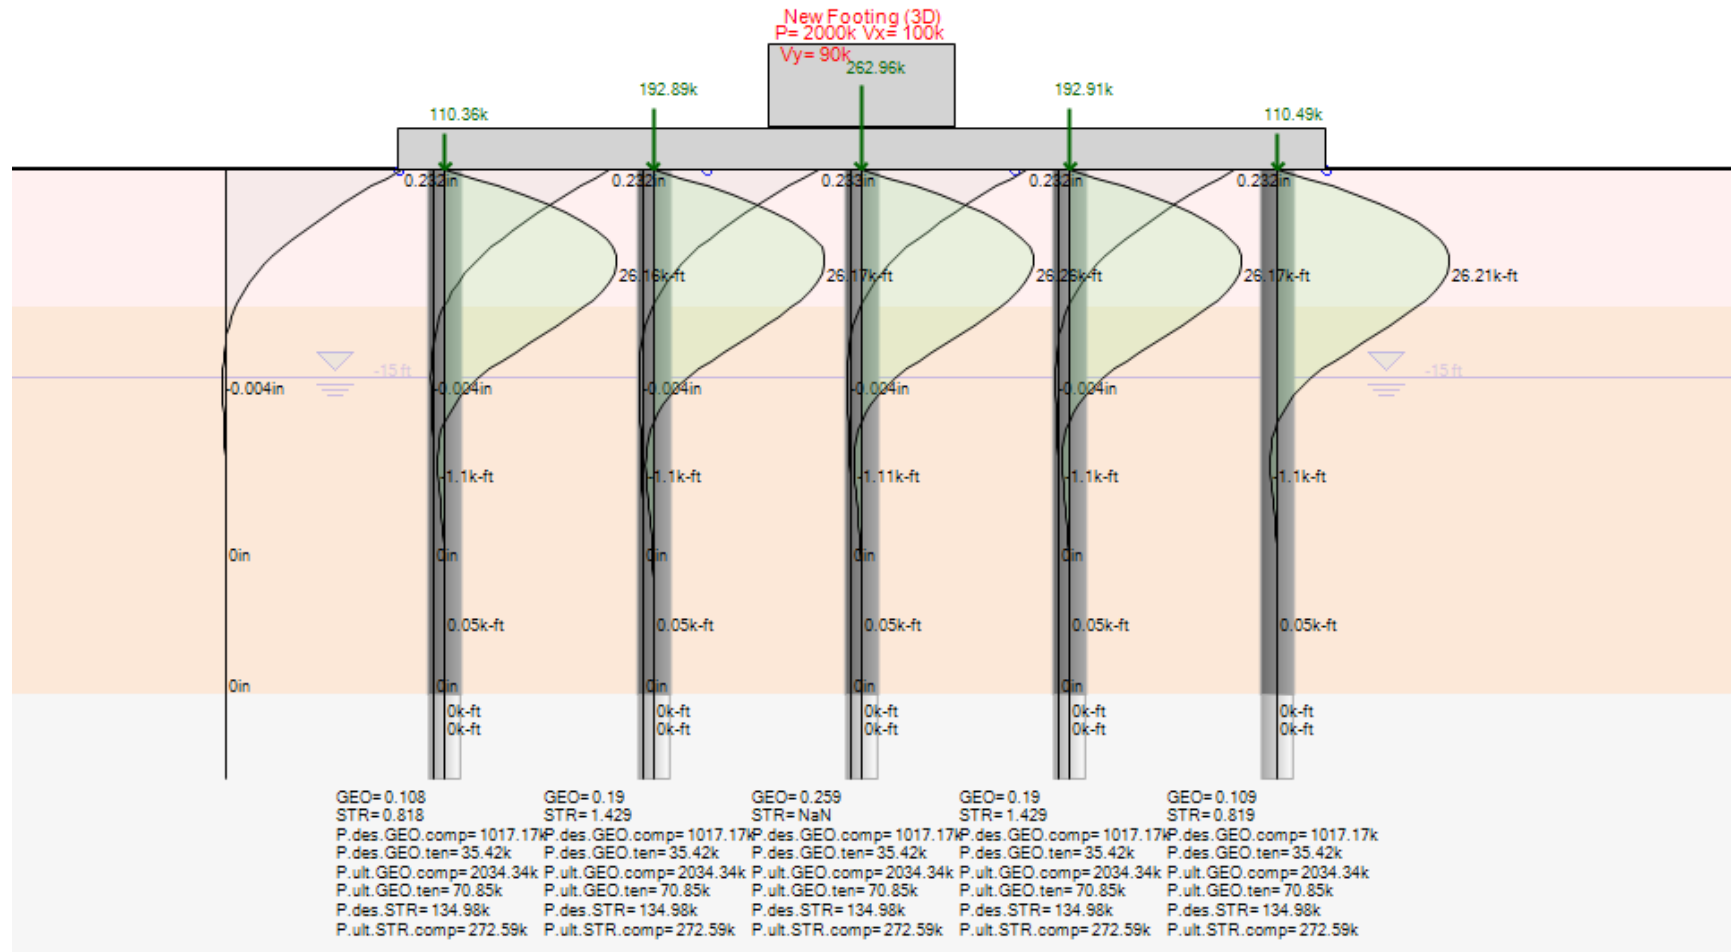 New Footing (3D)
P= 2000k Vx= 100k
Vy= 90k
262.96k
192.89k
192.91k
110.36k
110.49k
0.232in
0.232in
0.233in
0.232in
0.232in
26.16k-ft
26.17k-ft
26.26k-ft
26.17k-ft
26.21k-ft
-15ft
-15ft
-0.004in
-0.004in
-0.004in
-0.004in
-0.004in
-1.1k-ft
-1.1k-ft
-1.11k-ft
-1.1k-ft
-1.1k-ft
0in
0in
0in
0in
0in
0.05k-ft
0.05k-ft
0.05k-ft
0.05k-ft
0.05k-ft
0in
0in
0in
0in
0in
0k-ft
0k-ft
0k-ft
0k-ft
0k-ft
0k-ft
0k-ft
0k-ft
0k-ft
0k-ft
GEO= 0.108
STR= 0.818
P.des.GEO.comp= 1017.17k
P.des.GEO.ten= 35.42k
P.ult.GEO.comp= 2034.34k
P.ult.GEO.ten= 70.85k
P.des.STR= 134.98k
P.ult.STR.comp= 272.59k
GEO= 0.19
STR= 1.429
P.des.GEO.comp= 1017.17k
P.des.GEO.ten= 35.42k
P.ult.GEO.comp= 2034.34k
P.ult.GEO.ten= 70.85k
P.des.STR= 134.98k
P.ult.STR.comp= 272.59k
GEO= 0.259
STR= NaN
P.des.GEO.comp= 1017.17k
P.des.GEO.ten= 35.42k
P.ult.GEO.comp= 2034.34k
P.ult.GEO.ten= 70.85k
P.des.STR= 134.98k
P.ult.STR.comp= 272.59k
GEO= 0.19
STR= 1.429
P.des.GEO.comp= 1017.17k
P.des.GEO.ten= 35.42k
P.ult.GEO.comp= 2034.34k
P.ult.GEO.ten= 70.85k
P.des.STR= 134.98k
P.ult.STR.comp= 272.59k
GEO= 0.109
STR= 0.819
P.des.GEO.comp= 1017.17k
P.des.GEO.ten= 35.42k
P.ult.GEO.comp= 2034.34k
P.ult.GEO.ten= 70.85k
P.des.STR= 134.98k
P.ult.STR.comp= 272.59k